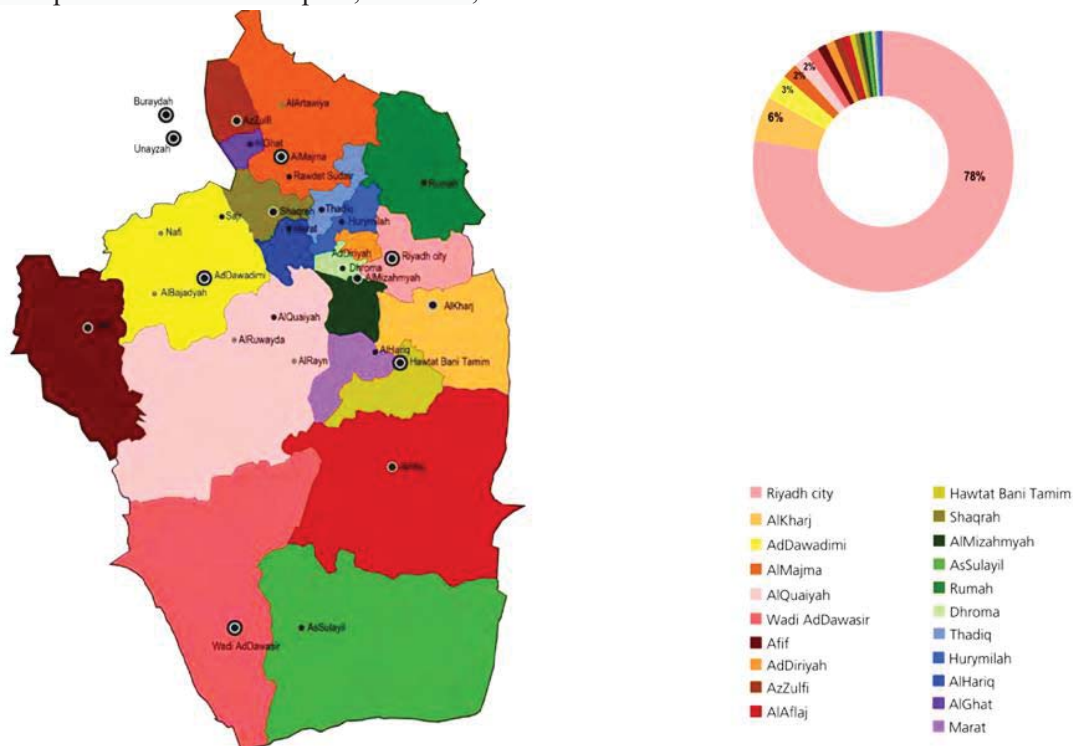 Buraydah
Unayzah
AzZulfi
AlArtawiya
AlGhat
AlMajma
Rawdat Sudair
Rumah
Sajir
Shaqrah
Thadiq
Hurymilah
Marat
Nafi
AdDiriyah
Riyadh city
Dhroma
AlMizahmyah
AdDawadimi
AlBajadyah
AlKharj
AlQuaiyah
AlRuwayda
AlRayn
AlHariq
Hawtat Bani Tamim
Wadi AdDawasir
AsSulayil
2%
2%
3%
6%
78%
Riyadh city
AlKharj
AdDawadimi
AlMajma
AlQuaiyah
Wadi AdDawasir
Afif
AdDiriyah
AzZulfi
AlAflaj
Hawtat Bani Tamim
Shaqrah
AlMizahmyah
AsSulayil
Rumah
Dhroma
Thadiq
Hurymilah
AlHariq
AlGhat
Marat